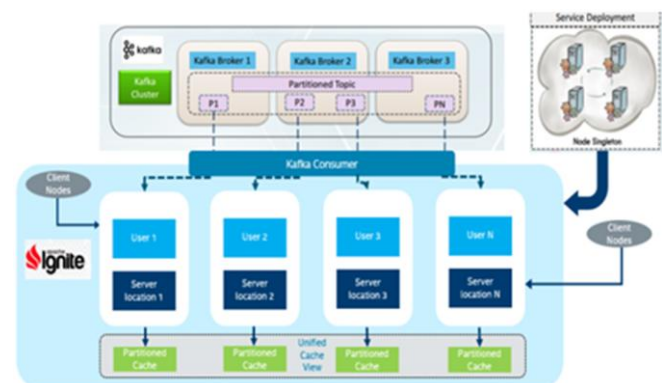 Service Deployment
kafka
Kafka Broker 1
Kafka Broker 2
Kafka Broker 3
Kafka
Cluster
Partitioned Topic
P1
P2
P3
PN
Node Singleton
Kafka Consumer
Client
Nodes
User 1
User 2
User 3
User N
Client
Nodes
Ignite
Server
location 1
Server
location 2
Server
location 3
Server
location N
Unified
Cache
View
Partitioned
Cache
Partitioned
Cache
Partitioned
Cache
Partitioned
Cache